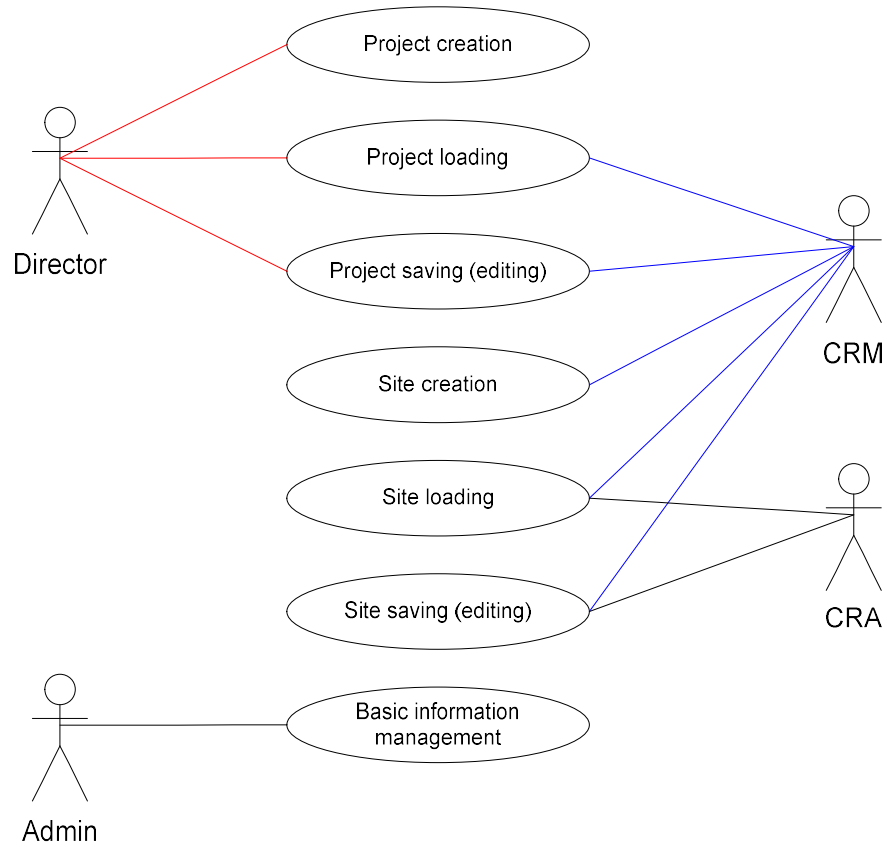 Project creation
Project loading
Director
Project saving (editing)
CRM
Site creation
Site loading
Site saving (editing)
CRA
Basic information
management
Admin